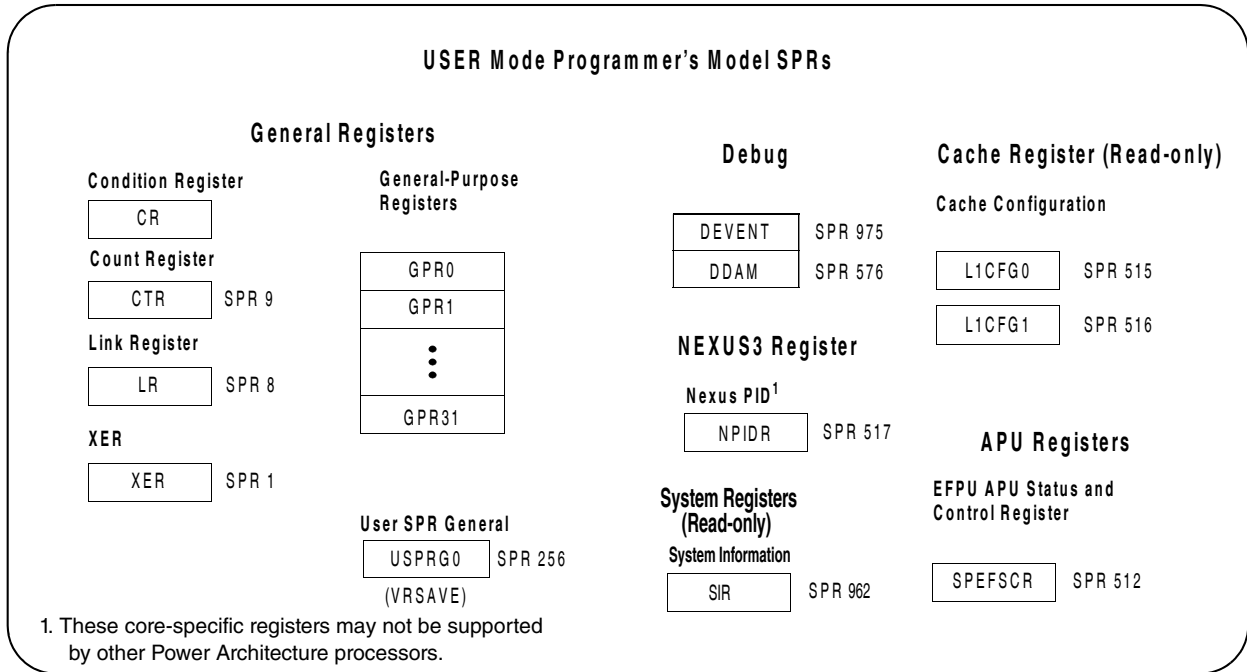 USER Mode Programmer's Model SPRs
General Registers
Condition Register
CR
Count Register
CTR SPR 9
Link Register
LR SPR 8
XER
XER SPR 1
General-Purpose
Registers
GPR0
GPR1
GPR31
User SPR General
USPRG0 SPR 256
(VRSAVE)
Debug
DEVENT SPR 975
DDAM SPR 576
NEXUS3 Register
Nexus PID1
NPIDR SPR 517
System Registers
(Read-only)
System Information
SIR SPR 962
Cache Register (Read-only)
Cache Configuration
L1CFG0 SPR 515
L1CFG1 SPR 516
APU Registers
EFPU APU Status and
Control Register
SPEFSCR SPR 512
1. These core-specific registers may not be supported
by other Power Architecture processors.